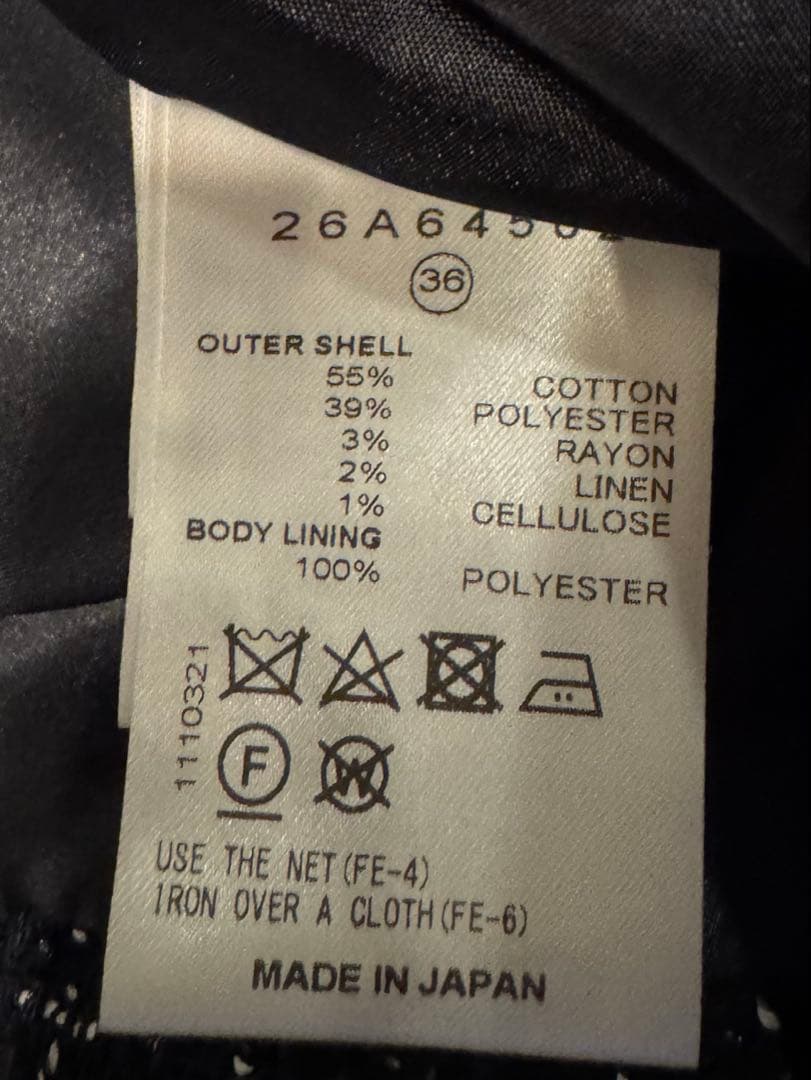 26A64502
36
OUTER SHELL
55% COTTON
39% POLYESTER
3% RAYON
2% LINEN
1% CELLULOSE
BODY LINING
100% POLYESTER
1110321
F
W
USE THE NET(FE-4)
IRON OVER A CLOTH(FE-6)
MADE IN JAPAN